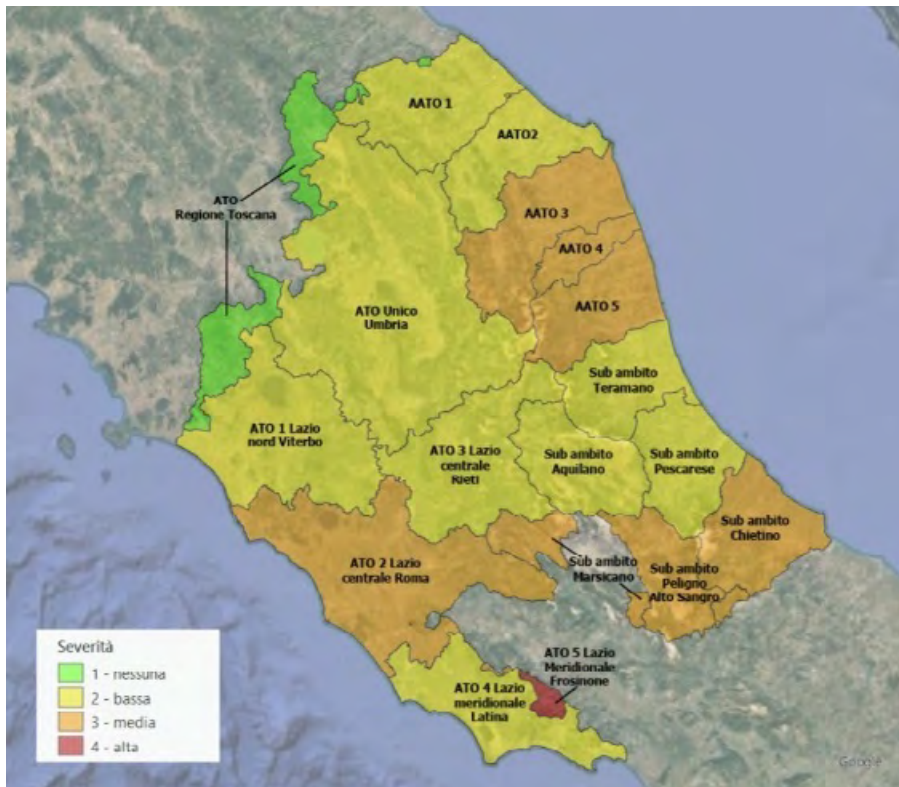 AATO 1
AATO2
ATO
Regione Toscana
AATO 3
AATO 4
AATO 5
ATO Unico
Umbria
Sub ambito
Teramano
ATO 1 Lazio
nord Viterbo
ATO 3 Lazio
centrale
Rieti
Sub ambito
Aquilano
Sub ambito
Pescarese
Sub ambito
Chietino
ATO 2 Lazio
centrale Roma
Sub ambito
Marsicano
Sub ambito
Peligno
Alto Sangro
ATO 5 Lazio
Meridionale
Frosinone
ATO 4 Lazio
meridionale
Latina
Severità
1 - nessuna
2 - bassa
3 - media
4 - alta
Google